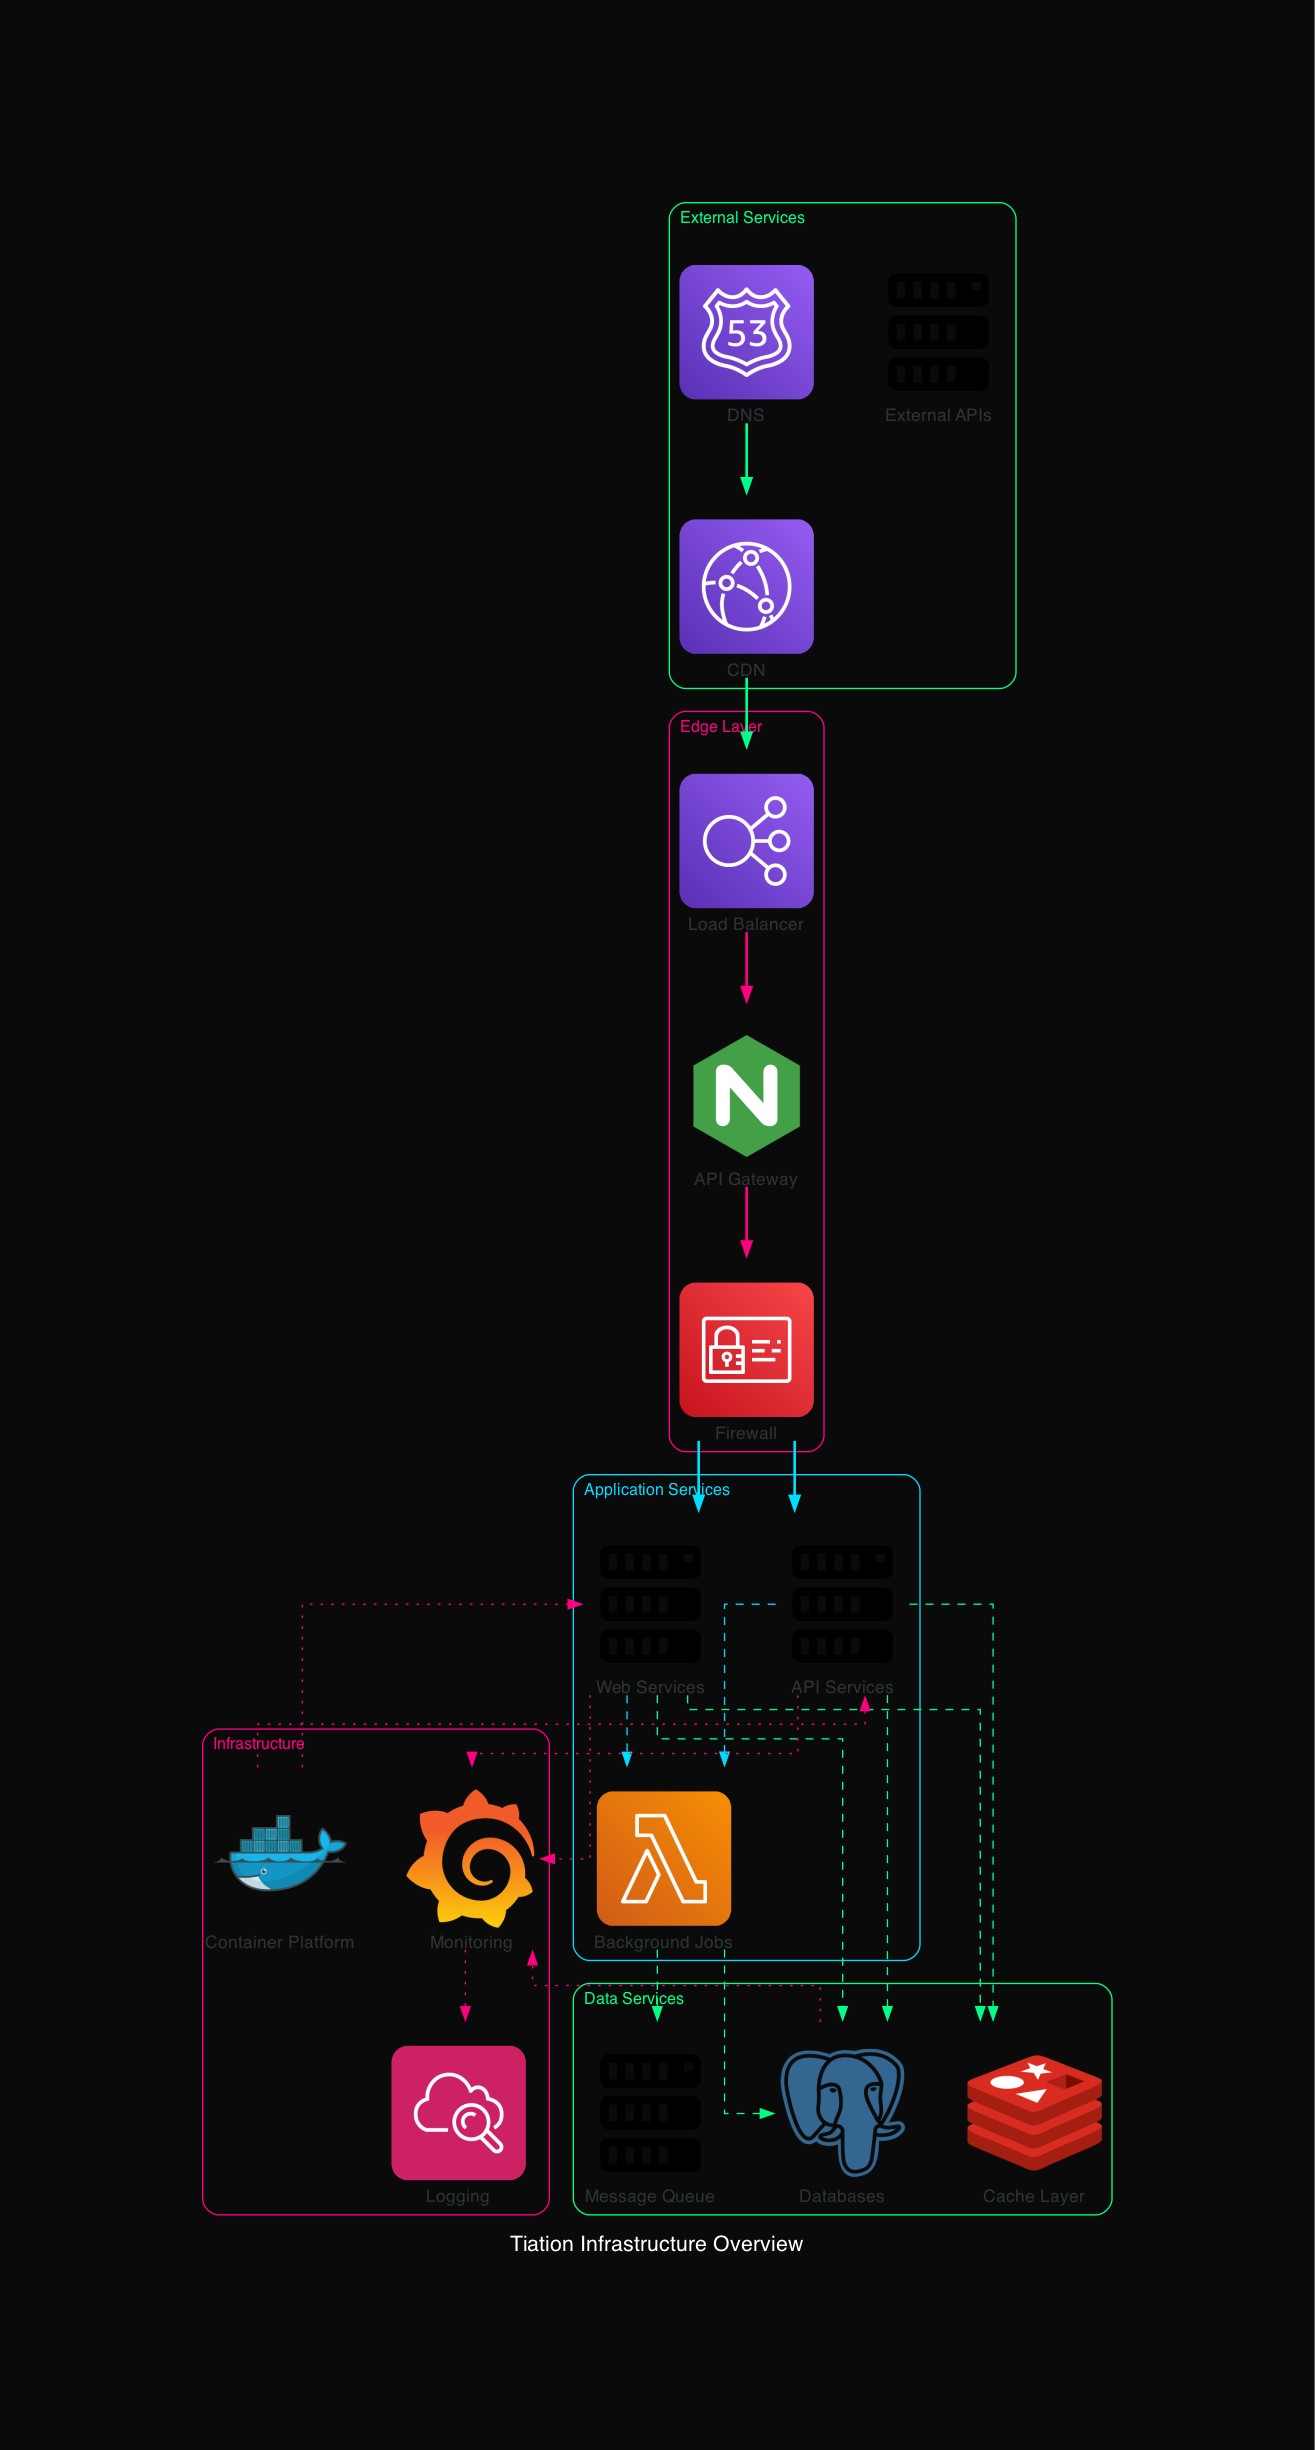 External Services
53
DNS
External APIs
CDN
Edge Layer
Load Balancer
N
API Gateway
Firewall
Application Services
Web Services
API Services
Infrastructure
Container Platform
Monitoring
Background Jobs
Data Services
Logging
Message Queue
Databases
Cache Layer
Tiation Infrastructure Overview